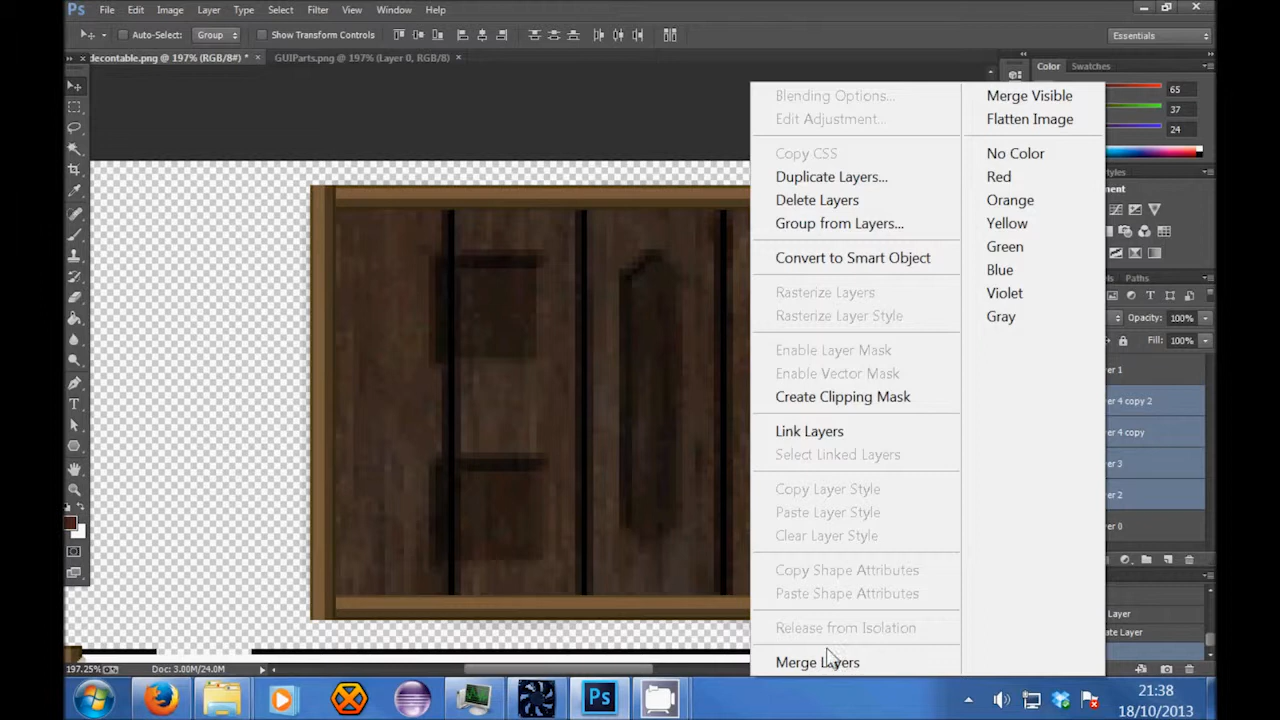 Ps File Edit Image Layer Type Select Filter View Window Help
Auto-Select: Group Show Transform Controls Essentials
decontable.png @ 197% (RGB/8#) * × GUIParts.png @ 197% (Layer 0, RGB/8) ×
Color Swatches
65
37
24
Blending Options...
Edit Adjustment...
Copy CSS
Duplicate Layers...
Delete Layers
Group from Layers...
Convert to Smart Object
Rasterize Layers
Rasterize Layer Style
Enable Layer Mask
Enable Vector Mask
Create Clipping Mask
Link Layers
Select Linked Layers
Copy Layer Style
Paste Layer Style
Clear Layer Style
Copy Shape Attributes
Paste Shape Attributes
Release from Isolation
Merge Layers
Merge Visible
Flatten Image
No Color
Red
Orange
Yellow
Green
Blue
Violet
Gray
tyles
ment
ls Paths
Opacity: 100%
Fill: 100%
er 1
er 4 copy 2
er 4 copy
er 3
er 2
er 0
Layer
ate Layer
197.25% Doc: 3.00M/24.0M
Ps
21:38
18/10/2013